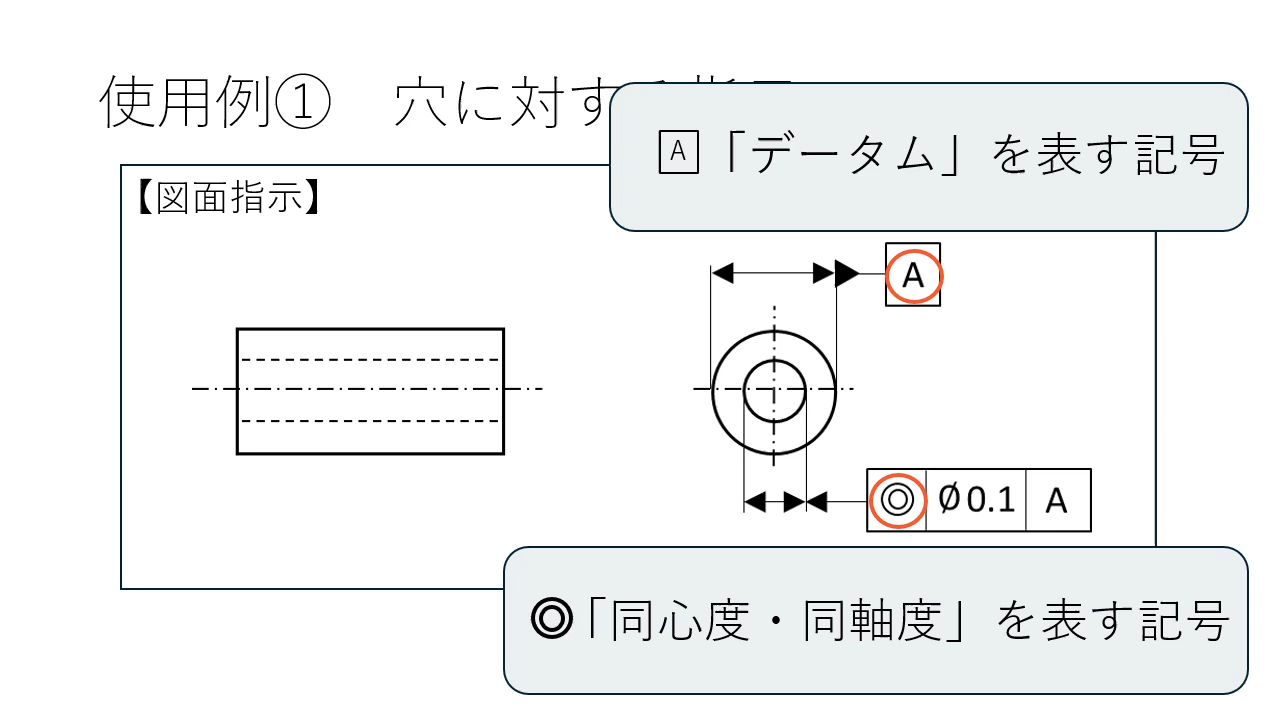 使用例① 穴に対す
A「データム」を表す記号
【図面指示】
A
◎ Ø0.1 A
◎「同心度・同軸度」を表す記号